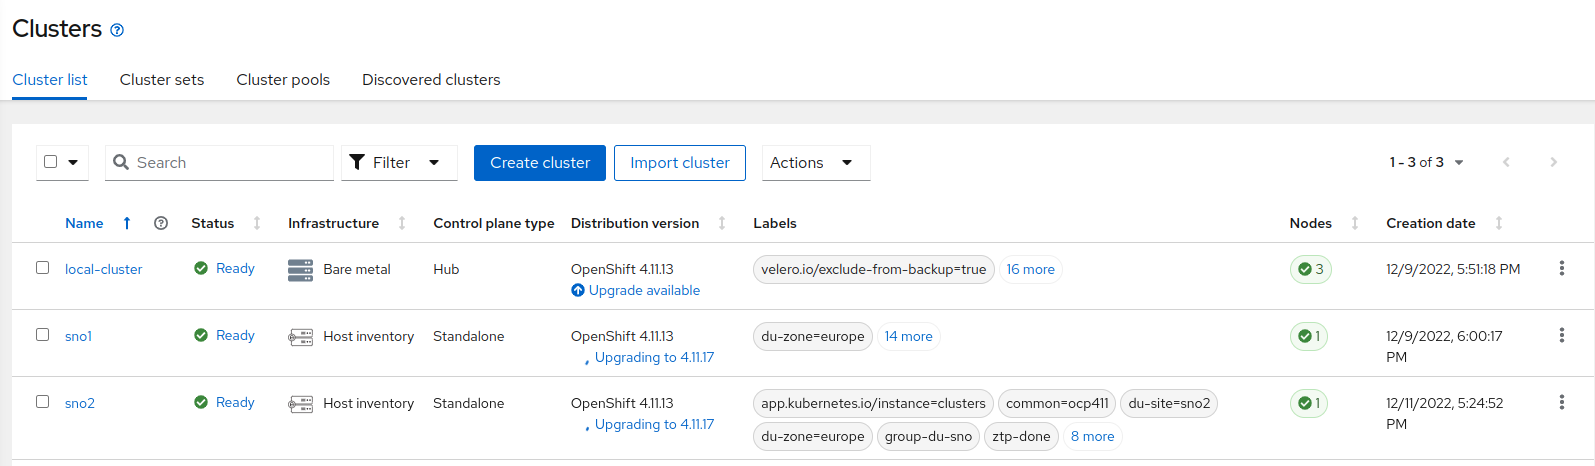 Clusters
Cluster list Cluster sets Cluster pools Discovered clusters
Search Filter Create cluster Import cluster Actions 1 - 3 of 3
Name Status Infrastructure Control plane type Distribution version Labels Nodes Creation date
local-cluster Ready Bare metal Hub OpenShift 4.11.13 velero.io/exclude-from-backup=true 16 more 3 12/9/2022, 5:51:18 PM
Upgrade available
sno1 Ready Host inventory Standalone OpenShift 4.11.13 du-zone=europe 14 more 1 12/9/2022, 6:00:17
Upgrading to 4.11.17 PM
sno2 Ready Host inventory Standalone OpenShift 4.11.13 app.kubernetes.io/instance=clusters common=ocp411 du-site=sno2 1 12/11/2022, 5:24:52
Upgrading to 4.11.17 du-zone=europe group-du-sno ztp-done 8 more PM